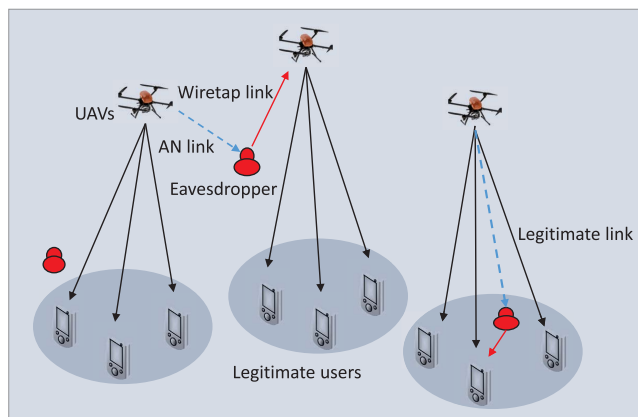 Wiretap link
UAVs
AN link
Eavesdropper
Legitimate link
Legitimate users